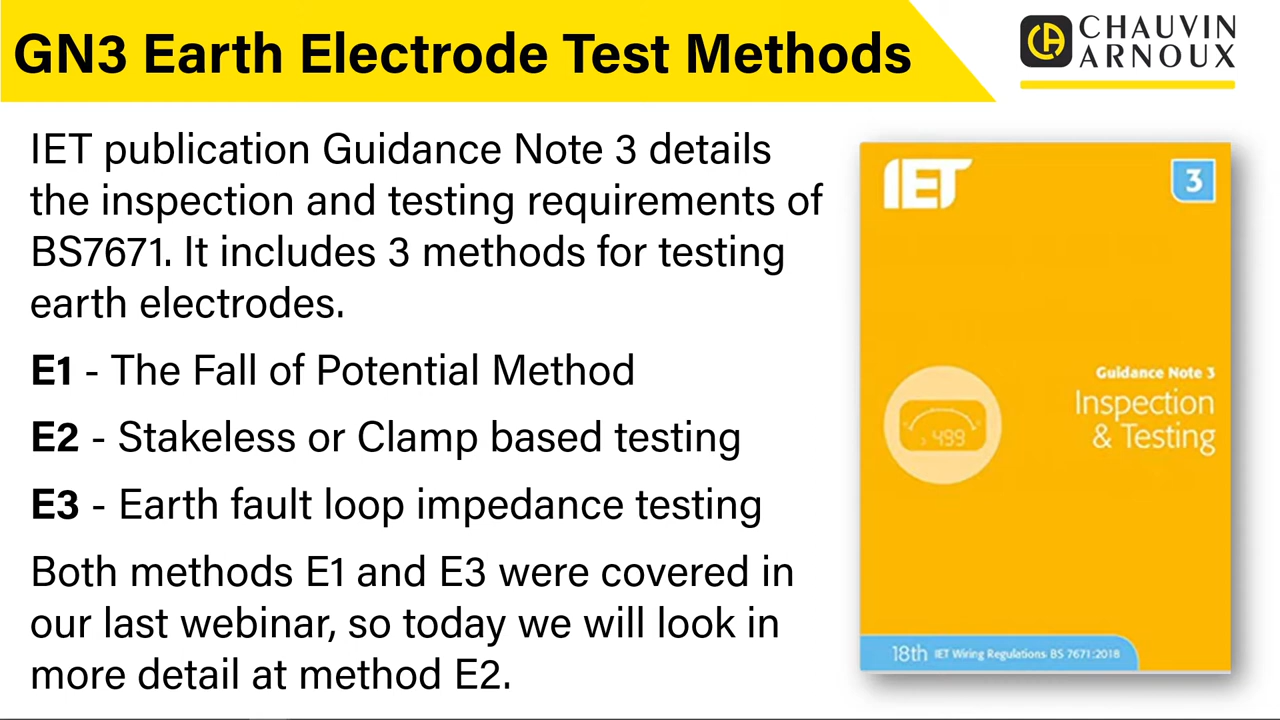 GN3 Earth Electrode Test Methods
CHAUVIN
ARNOUX
IET publication Guidance Note 3 details
the inspection and testing requirements of
BS7671. It includes 3 methods for testing
earth electrodes.
E1 - The Fall of Potential Method
E2 - Stakeless or Clamp based testing
E3 - Earth fault loop impedance testing
Both methods E1 and E3 were covered in
our last webinar, so today we will look in
more detail at method E2.
IET
3
Guidance Note 3
Inspection
& Testing
> 499
18th IET Wiring Regulations BS 7671:2018